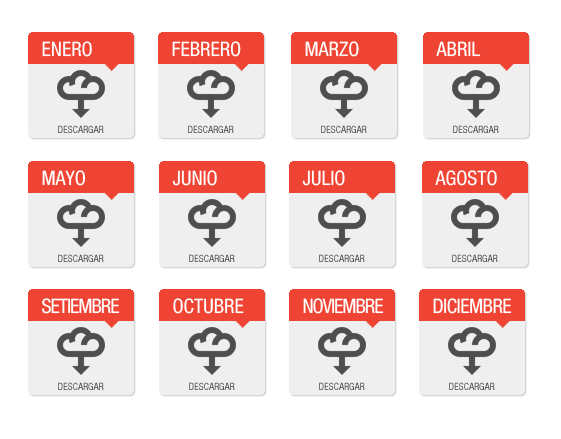 ENERO
FEBRERO
MARZO
ABRIL
DESCARGAR
DESCARGAR
DESCARGAR
DESCARGAR
MAYO
JUNIO
JULIO
AGOSTO
DESCARGAR
DESCARGAR
DESCARGAR
DESCARGAR
SETIEMBRE
OCTUBRE
NOVIEMBRE
DICIEMBRE
DESCARGAR
DESCARGAR
DESCARGAR
DESCARGAR